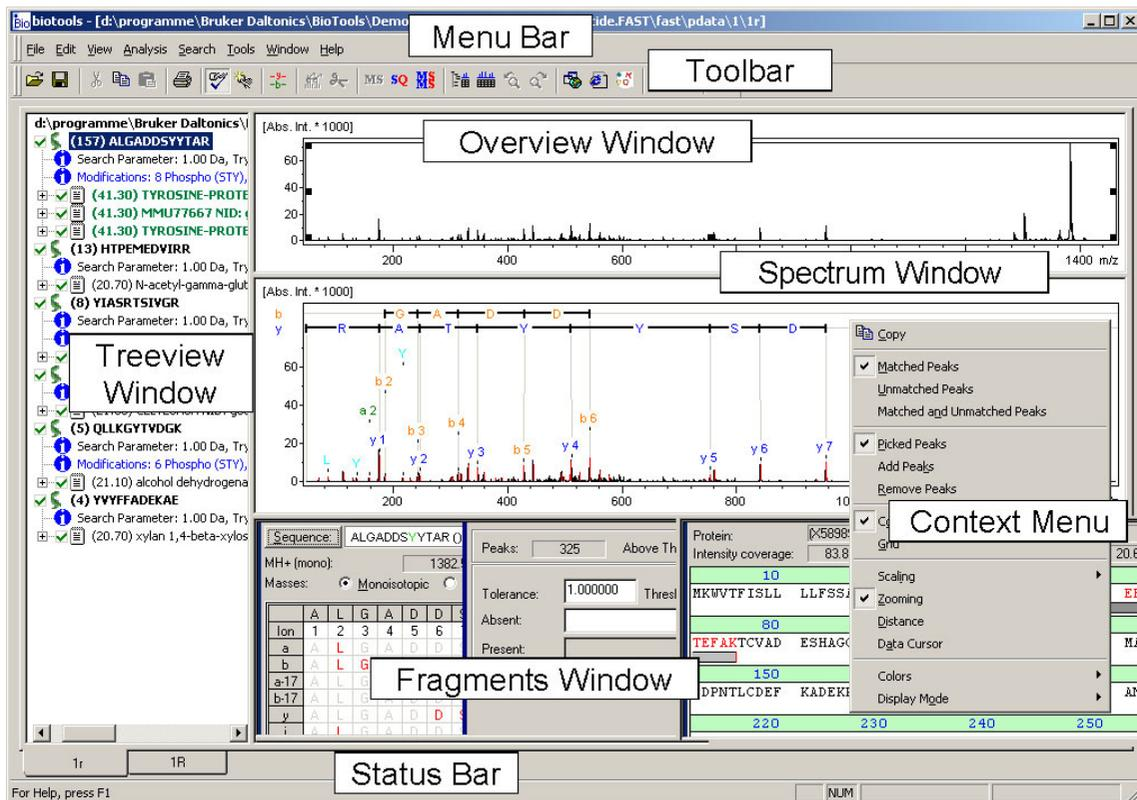 biotools - [d:\programme\Bruker Daltonics\BioTools\Demo
cide.FAST\fast\pdata\1\1r]
Menu Bar
File Edit View Analysis Search Tools Window Help
Toolbar
MS SQ MS
d:\programme\Bruker Daltonics\
(157) ALGADDSYYTAR
Search Parameter: 1.00 Da, Try
Modifications: 8 Phospho (STY),
(41.30) TYROSINE-PROTE
(41.30) MMU77667 NID:
(41.30) TYROSINE-PROTE
(13) HTPEMEDVIRR
Search Parameter: 1.00 Da, Try
(20.70) N-acetyl-gamma-glut
(8) YIASRTSIVGR
Search Parameter: 1.00 Da, Try
Treeview
Window
(5) QLLKGYTVDGK
Search Parameter: 1.00 Da, Try
Modifications: 6 Phospho (STY),
(21.10) alcohol dehydrogena
(4) YVYFFADEKAE
Search Parameter: 1.00 Da, Try
(20.70) xylan 1,4-beta-xylos
[Abs. Int. * 1000]
Overview Window
60
40
20
0
200 400 600 1400 m/z
Spectrum Window
[Abs. Int. * 1000]
b G A D D
y R A T Y Y S D
60
40
20
0
L Y a 2 y 1 b 2 Y b 3 y 2 b 4 y 3 b 5 y 4 b 6 y 5 y 6 y 7
200 400 600 800
Copy
Matched Peaks
Unmatched Peaks
Matched and Unmatched Peaks
Picked Peaks
Add Peaks
Remove Peaks
Context Menu
Grid
Scaling
Zooming
Distance
Data Cursor
Colors
Display Mode
Sequence: ALGADDSYYTAR ()
MH+ (mono): 1382.
Masses: Monoisotopic
A L G A D D S
Ion 1 2 3 4 5 6
a A L G A D D
b A L G
a-17 A
b-17 A
y A L G A D D S
i
Peaks: 325 Above Th
Tolerance: 1.000000 Thresl
Absent:
Present:
Fragments Window
Protein: X5898
Intensity coverage: 83.8 20.6
10
MKWVTFISLL LLFSSA
80
TEFAKTCVAD ESHAG
150
DPNTLCDEF KADEK
220 230 240 250
1r 1R
Status Bar
For Help, press F1
NUM